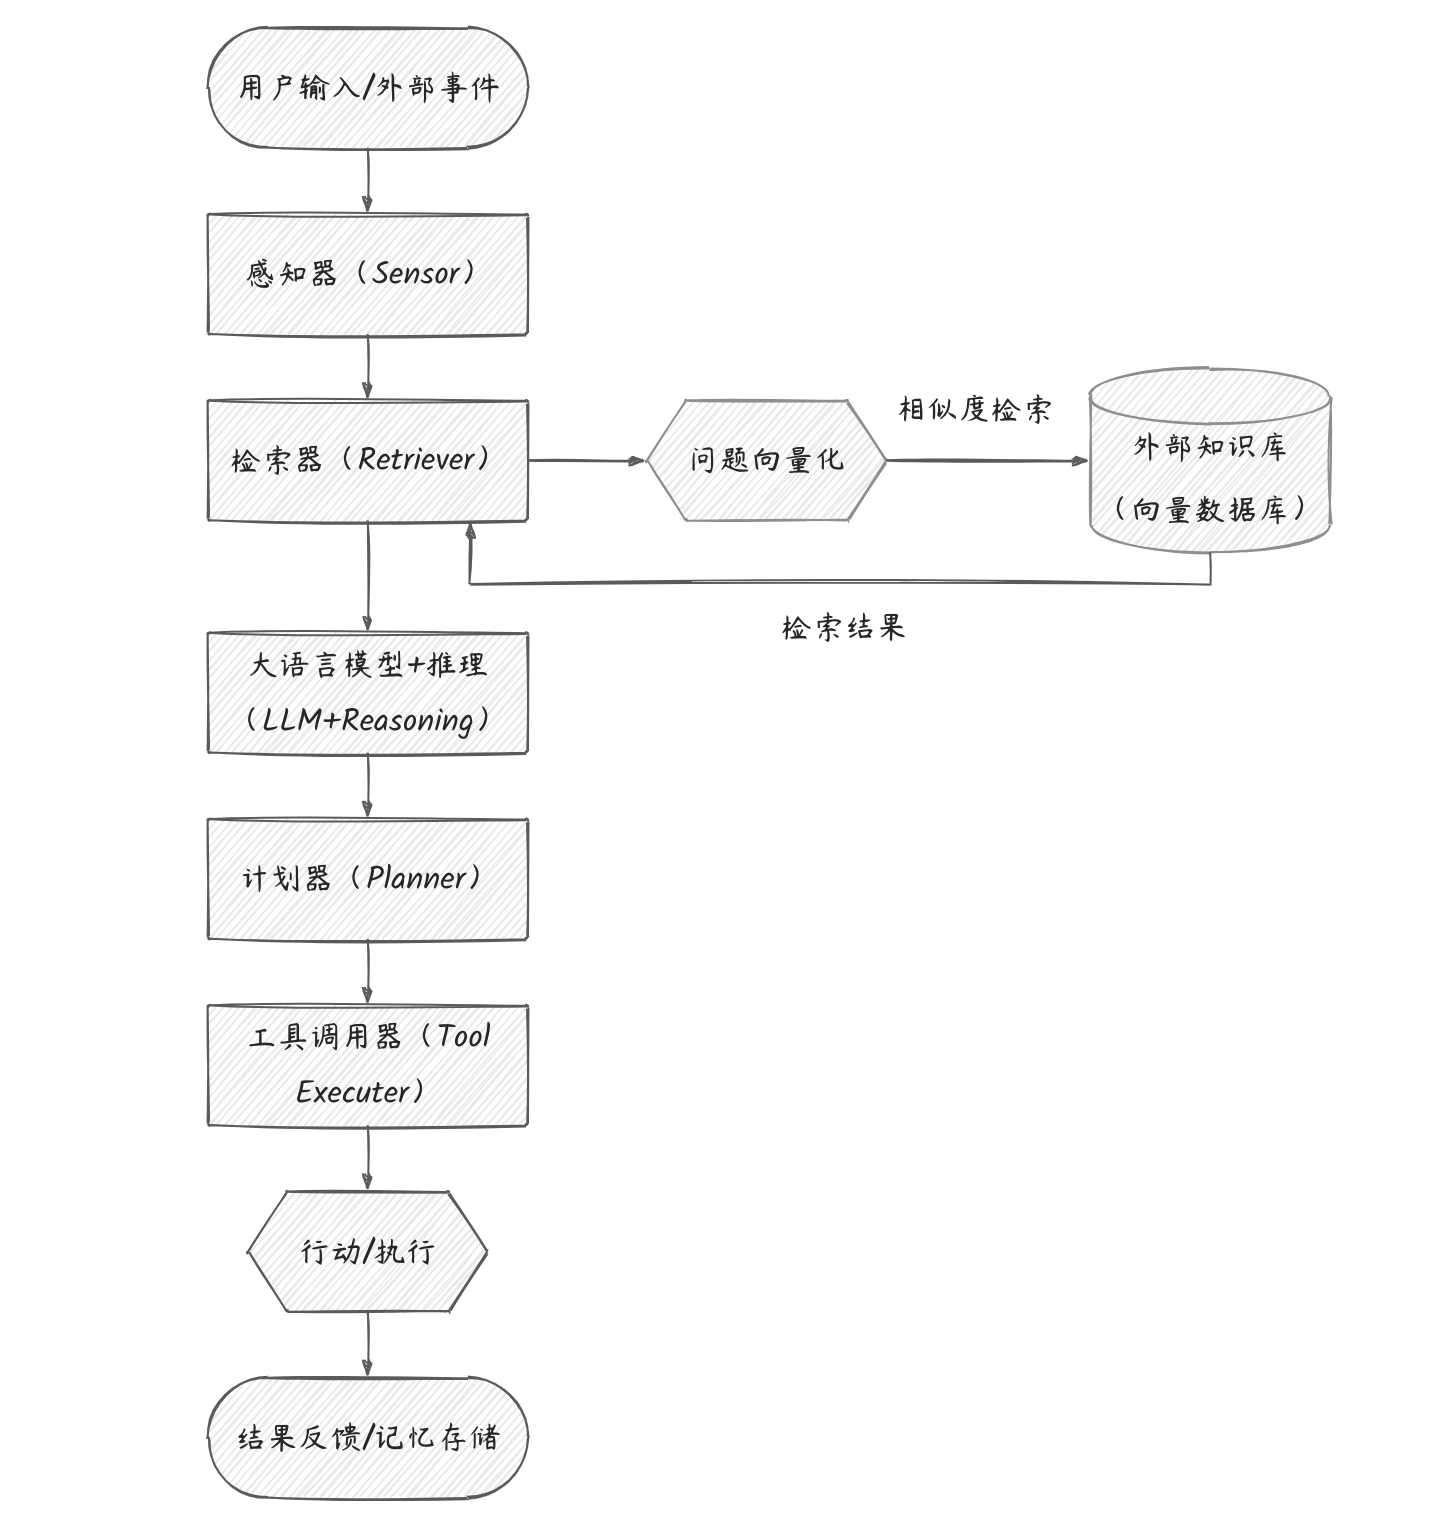 用户输入/外部事件
感知器（Sensor）
检索器（Retriever）
问题向量化
相似度检索
外部知识库
（向量数据库）
检索结果
大语言模型+推理
（LLM+Reasoning）
计划器（Planner）
工具调用器（Tool
Executer）
行动/执行
结果反馈/记忆存储